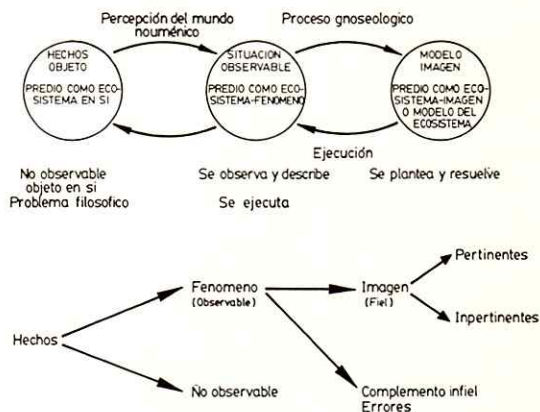 Percepción del mundo
nouménico
Proceso gnoseologico
HECHOS
OBJETO
PREDIO COMO ECO-
SISTEMA EN SI
SITUACION
OBSERVABLE
PREDIO COMO ECO-
SISTEMA-FENOMENO
MODELO
IMAGEN
PREDIO COMO ECO-
SISTEMA-IMAGEN
O MODELO DEL
ECOSISTEMA
Ejecución
No observable
objeto en si
Problema filosofico
Se observa y describe
Se ejecuta
Se plantea y resuelve
Hechos
Fenomeno
(Observable)
Ño observable
Imagen
(Fiel)
Complemento infiel
Errores
Pertinentes
Inpertinentes